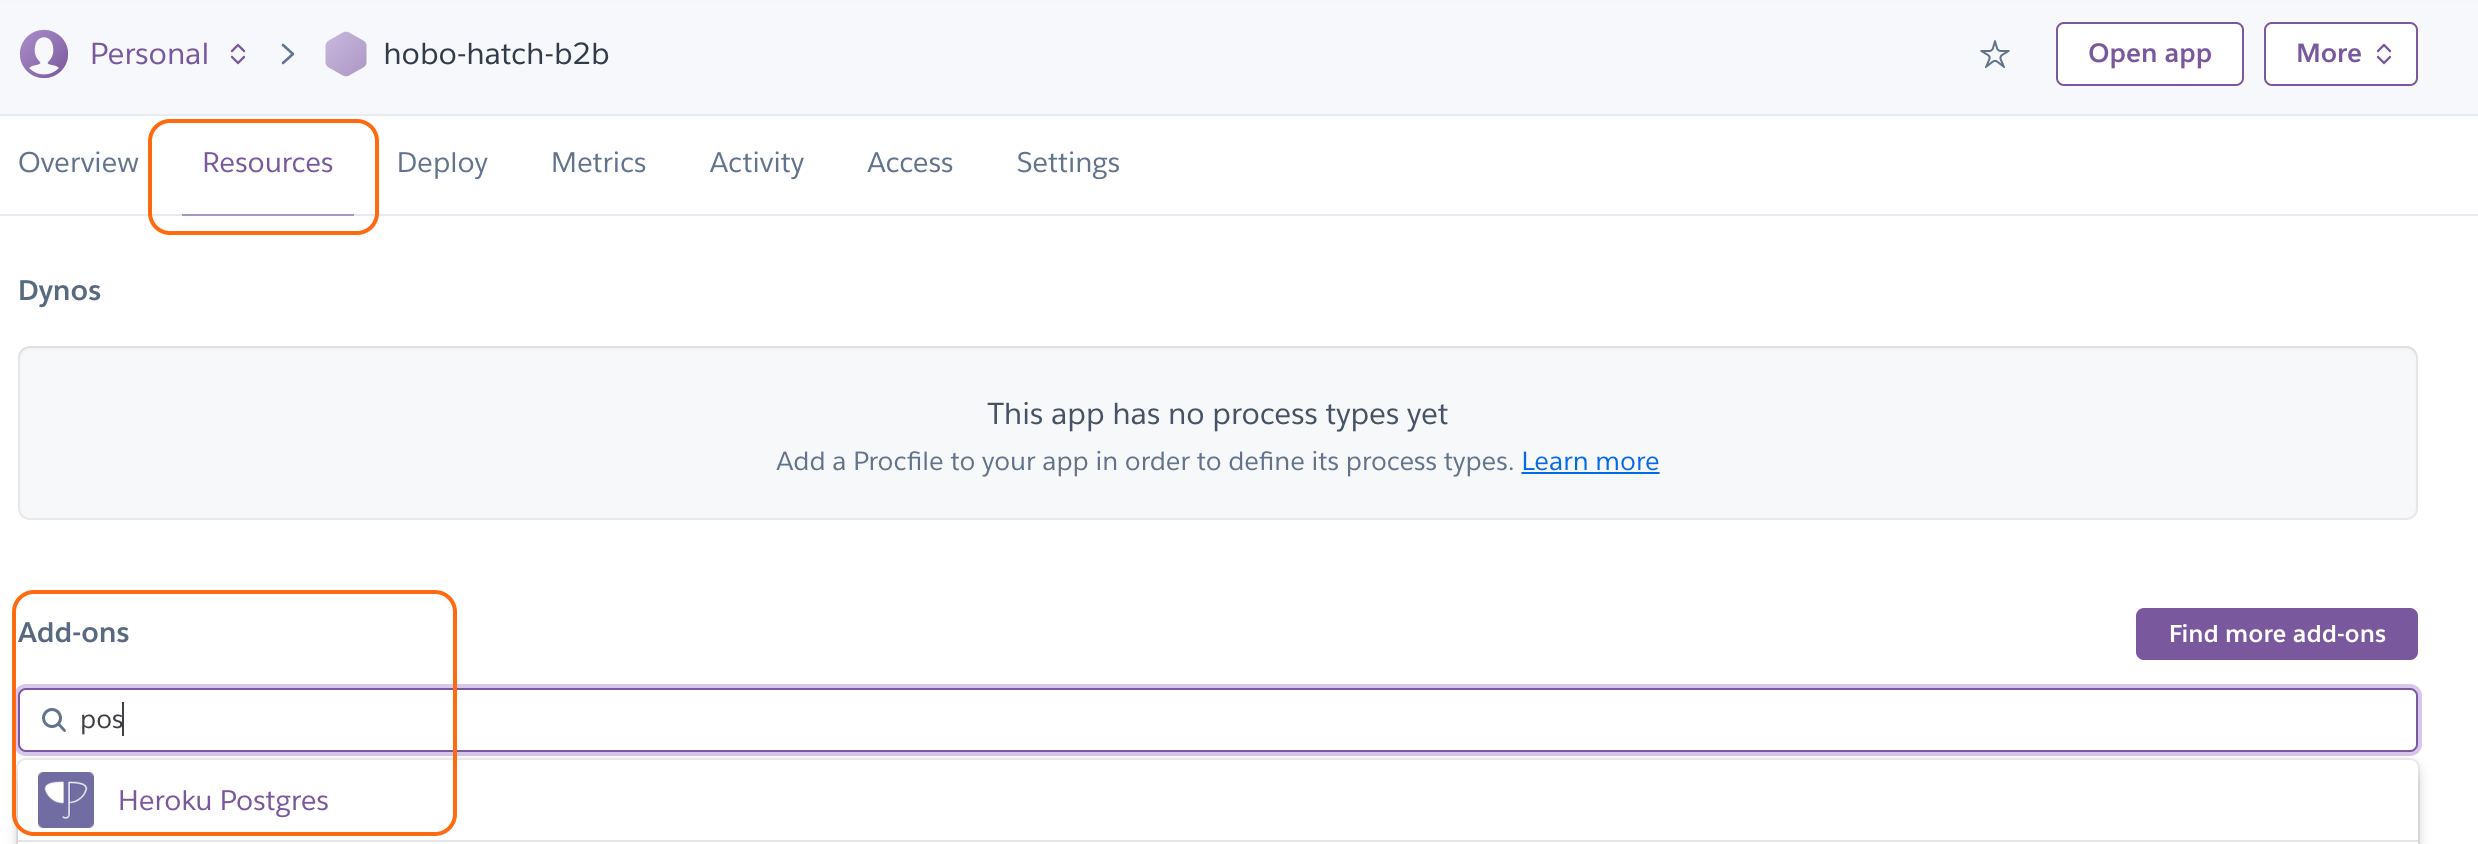 Personal hobo-hatch-b2b Open app More
Overview Resources Deploy Metrics Activity Access Settings
Dynos
This app has no process types yet
Add a Procfile to your app in order to define its process types. Learn more
Add-ons Find more add-ons
pos
Heroku Postgres